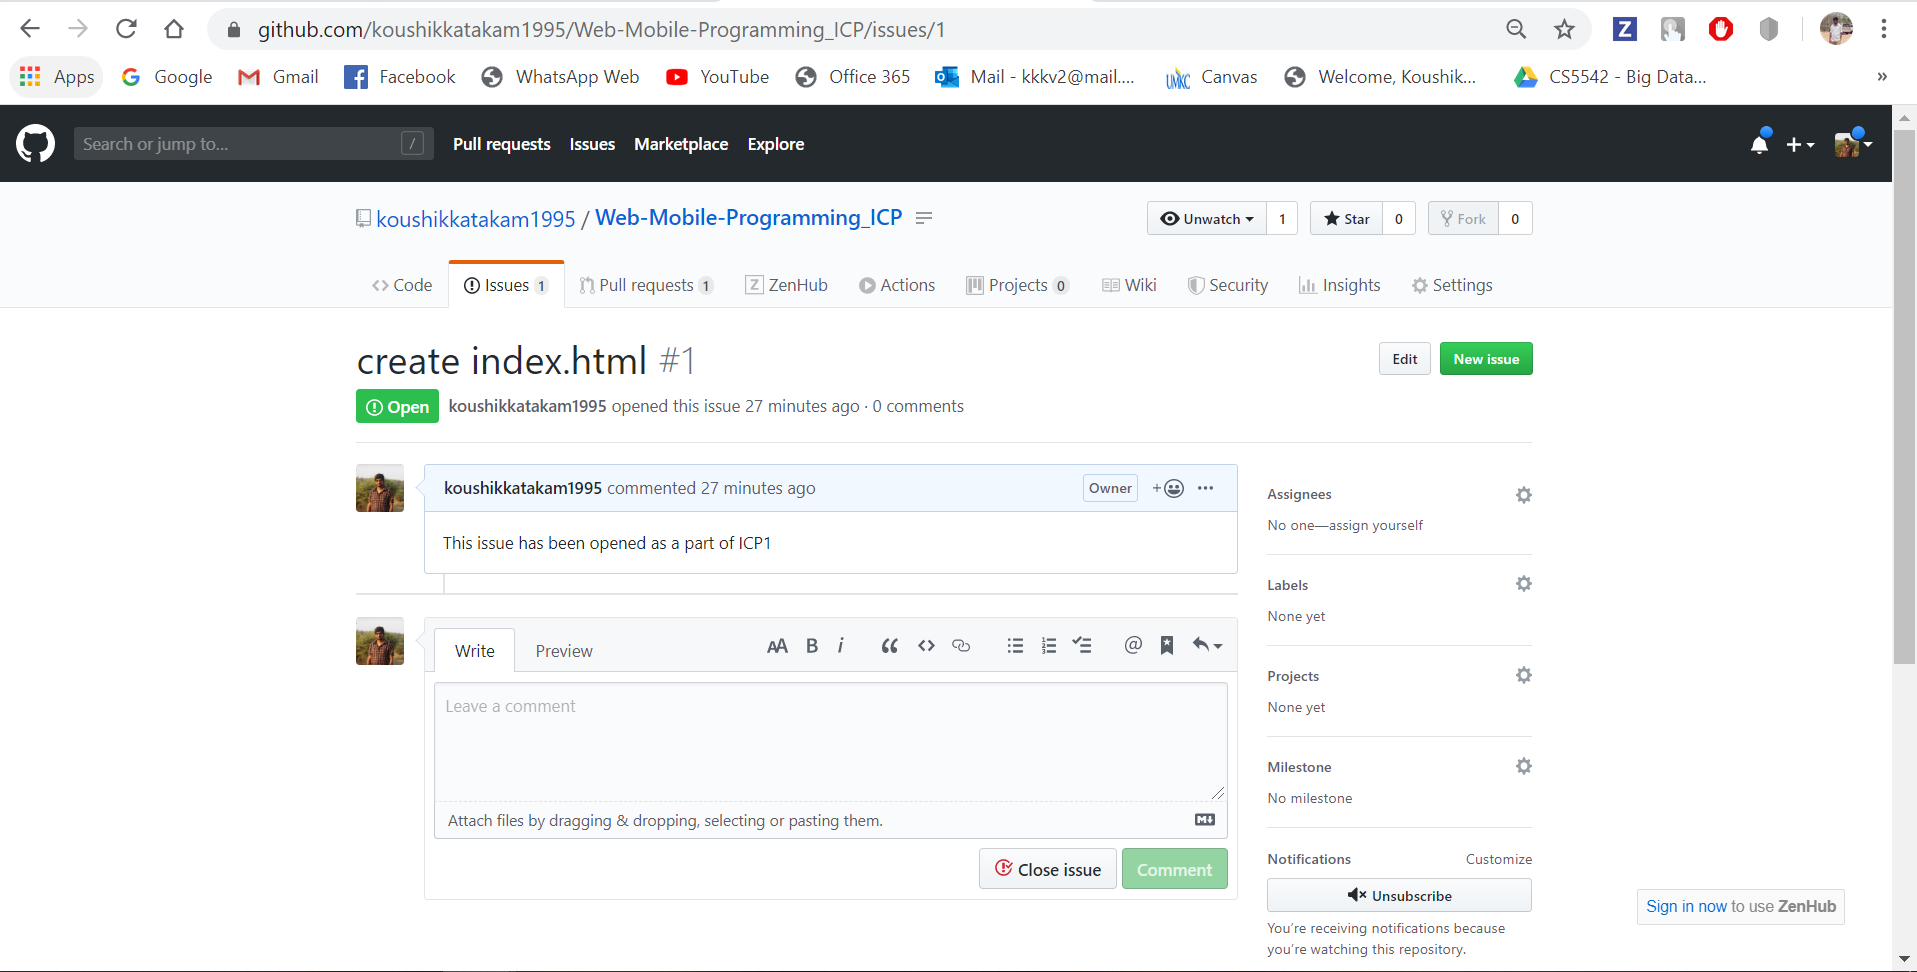 github.com/koushikkatakam1995/Web-Mobile-Programming_ICP/issues/1
Apps Google Gmail Facebook WhatsApp Web YouTube Office 365 Mail - kkkv2@mail.... UMKC Canvas Welcome, Koushik... CS5542 - Big Data... »
Search or jump to... / Pull requests Issues Marketplace Explore
koushikkatakam1995 / Web-Mobile-Programming_ICP Unwatch 1 Star 0 Fork 0
Code Issues 1 Pull requests 1 ZenHub Actions Projects 0 Wiki Security Insights Settings
create index.html #1 Edit New issue
Open koushikkatakam1995 opened this issue 27 minutes ago · 0 comments
koushikkatakam1995 commented 27 minutes ago Owner
This issue has been opened as a part of ICP1
Assignees
No one—assign yourself
Labels
None yet
Projects
None yet
Milestone
No milestone
Notifications Customize
Unsubscribe
You're receiving notifications because
you're watching this repository.
Write Preview AA B i
Leave a comment
Attach files by dragging & dropping, selecting or pasting them.
Close issue Comment
Sign in now to use ZenHub